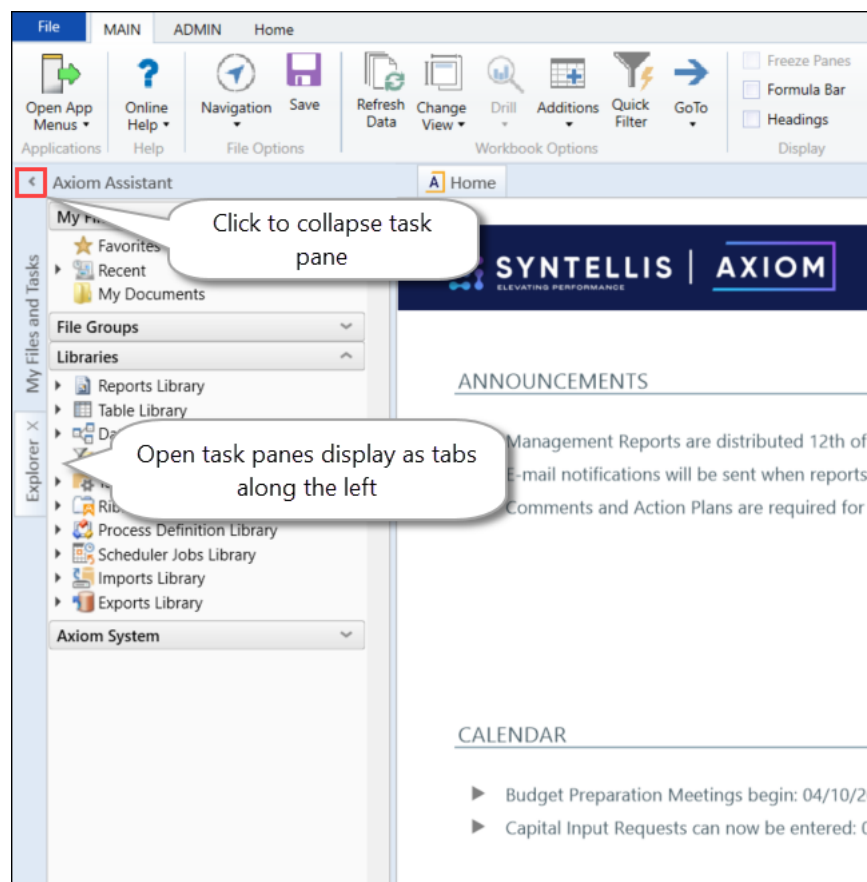 File MAIN ADMIN Home
Open App Menus
Online Help
Navigation
Save
Refresh Data
Change View
Drill
Additions
Quick Filter
GoTo
Freeze Panes
Formula Bar
Headings
Applications
Help
File Options
Workbook Options
Display
Axiom Assistant
A Home
Click to collapse task
pane
My
Favorites
Recent
My Documents
File Groups
Libraries
Reports Library
Table Library
Open task panes display as tabs
along the left
Process Definition Library
Scheduler Jobs Library
Imports Library
Exports Library
Axiom System
My Files and Tasks
Explorer
SYNTELLIS | AXIOM
ELEVATING PERFORMANCE
ANNOUNCEMENTS
Management Reports are distributed 12th of
E-mail notifications will be sent when reports
Comments and Action Plans are required for
CALENDAR
Budget Preparation Meetings begin: 04/10/2
Capital Input Requests can now be entered: